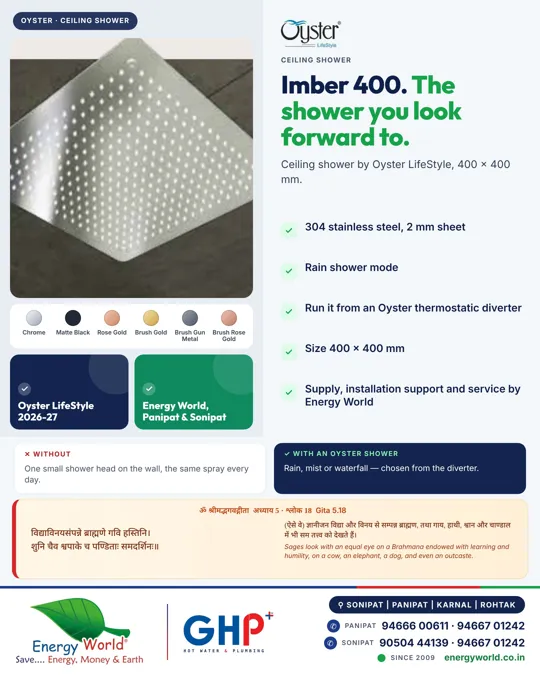 OYSTER · CEILING SHOWER
Oyster®
LifeStyle
CEILING SHOWER
Imber 400. The
shower you look
forward to.
Ceiling shower by Oyster LifeStyle, 400 × 400
mm.
304 stainless steel, 2 mm sheet
Rain shower mode
Run it from an Oyster thermostatic diverter
Size 400 × 400 mm
Supply, installation support and service by
Energy World
Chrome
Matte Black
Rose Gold
Brush Gold
Brush Gun
Metal
Brush Rose
Gold
Oyster LifeStyle
2026-27
Energy World,
Panipat & Sonipat
× WITHOUT
One small shower head on the wall, the same spray every
day.
✓ WITH AN OYSTER SHOWER
Rain, mist or waterfall — chosen from the diverter.
ॐ श्रीमद्भगवद्गीता अध्याय 5 · श्लोक 18 Gita 5.18
विद्याविनयसंपन्ने ब्राह्मणे गवि हस्तिनि।
शुनि चैव श्वपाके च पण्डिताः समदर्शिनः॥
(ऐसे वे) ज्ञानीजन विद्या और विनय से सम्पन्न ब्राह्मण, तथा गाय, हाथी, श्वान और चाण्डाल
में भी सम तत्त्व को देखते हैं।
Sages look with an equal eye on a Brahmana endowed with learning and
humility, on a cow, an elephant, a dog, and even an outcaste.
Energy World®
Save.... Energy, Money & Earth
GHP+
HOT WATER & PLUMBING
SONIPAT | PANIPAT | KARNAL | ROHTAK
PANIPAT 94666 00611 · 94667 01242
SONIPAT 90504 44139 · 94667 01242
SINCE 2009 energyworld.co.in